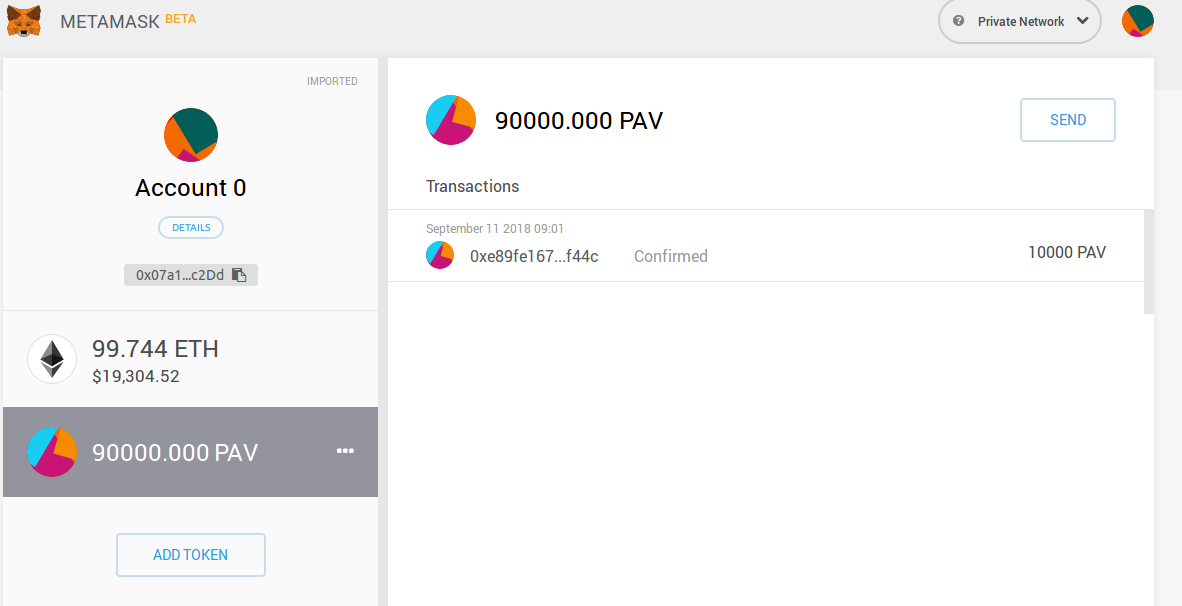 METAMASK BETA
Private Network
IMPORTED
Account 0
DETAILS
0x07a1...c2Dd
99.744 ETH
$19,304.52
90000.000 PAV
ADD TOKEN
90000.000 PAV
SEND
Transactions
September 11 2018 09:01
0xe89fe167...f44c Confirmed 10000 PAV